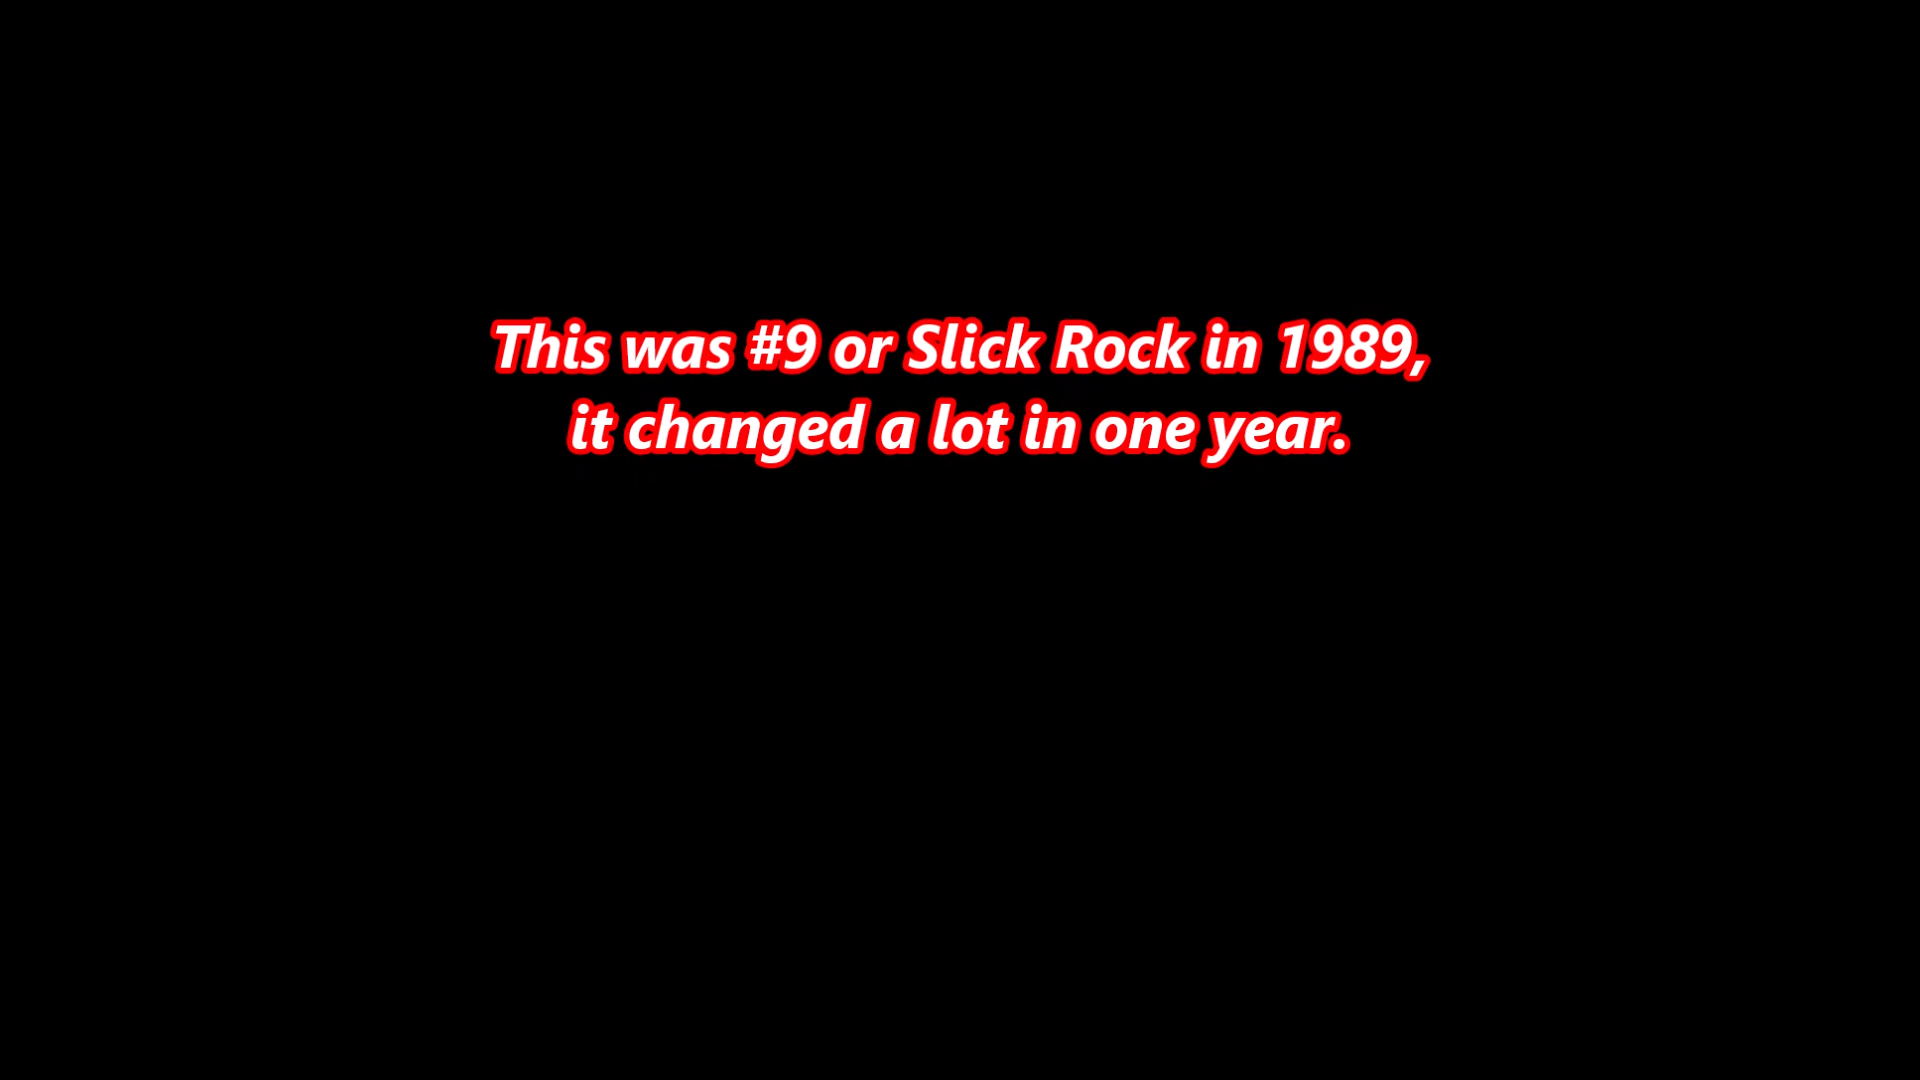 This was #9 or Slick Rock in 1989,
it changed a lot in one year.